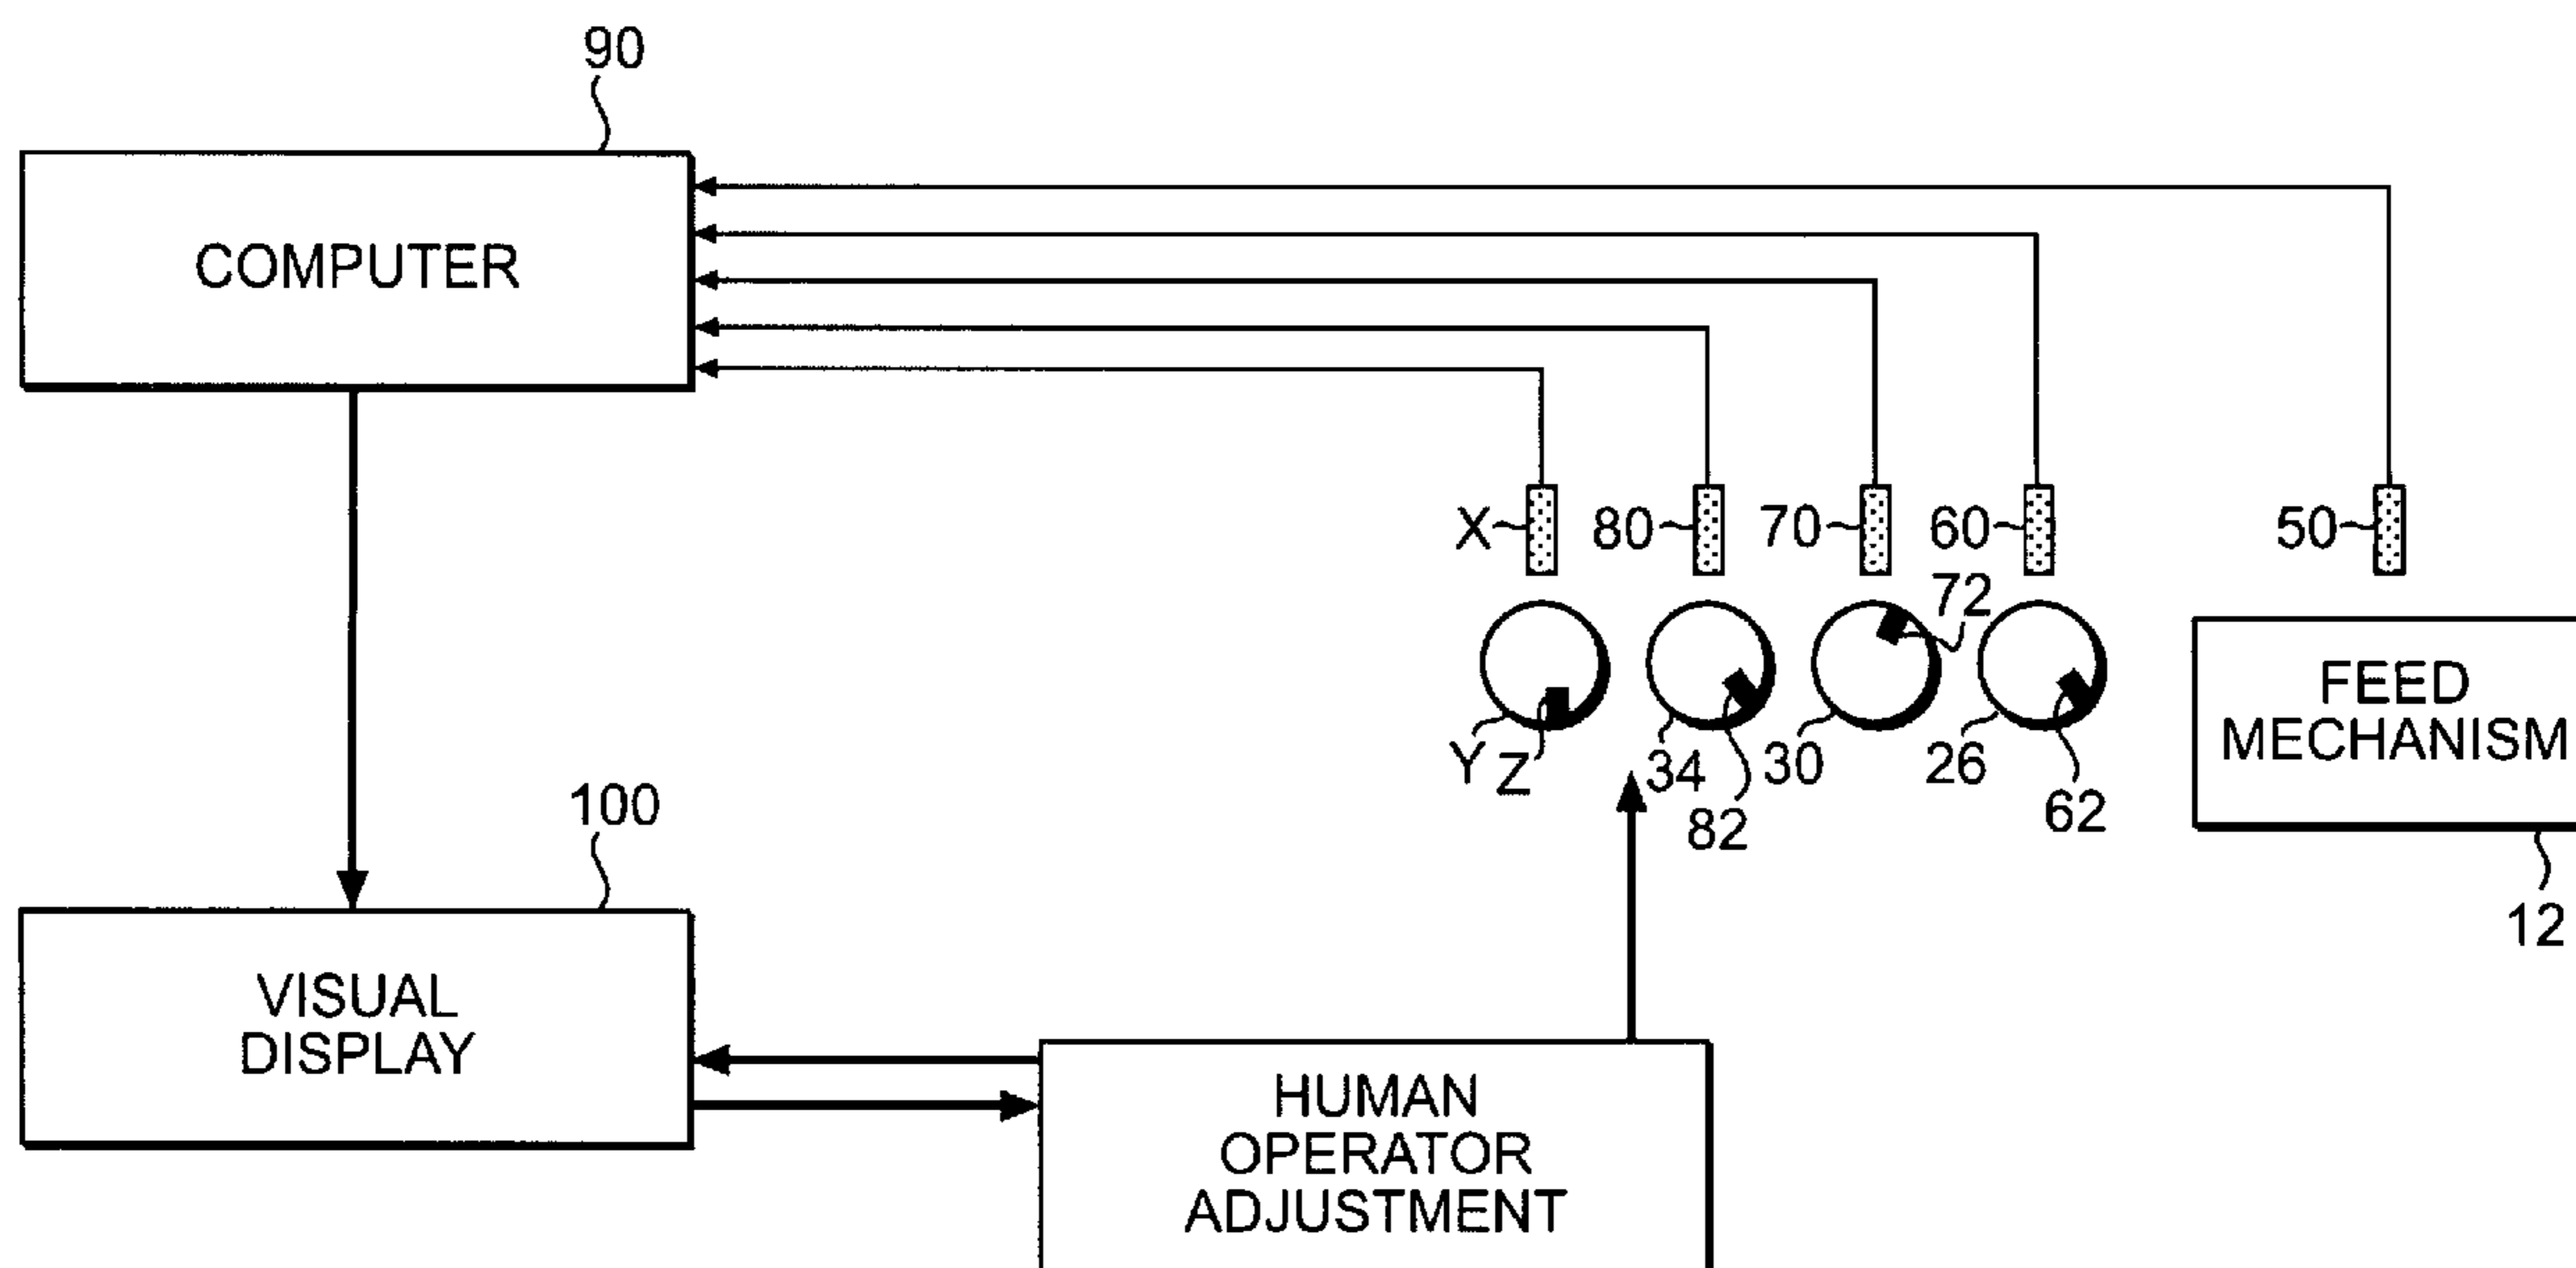 90
COMPUTER
X
80
70
60
50
72
FEED
MECHANISM
Y
Z
34
30
26
82
62
12
100
VISUAL
DISPLAY
HUMAN
OPERATOR
ADJUSTMENT